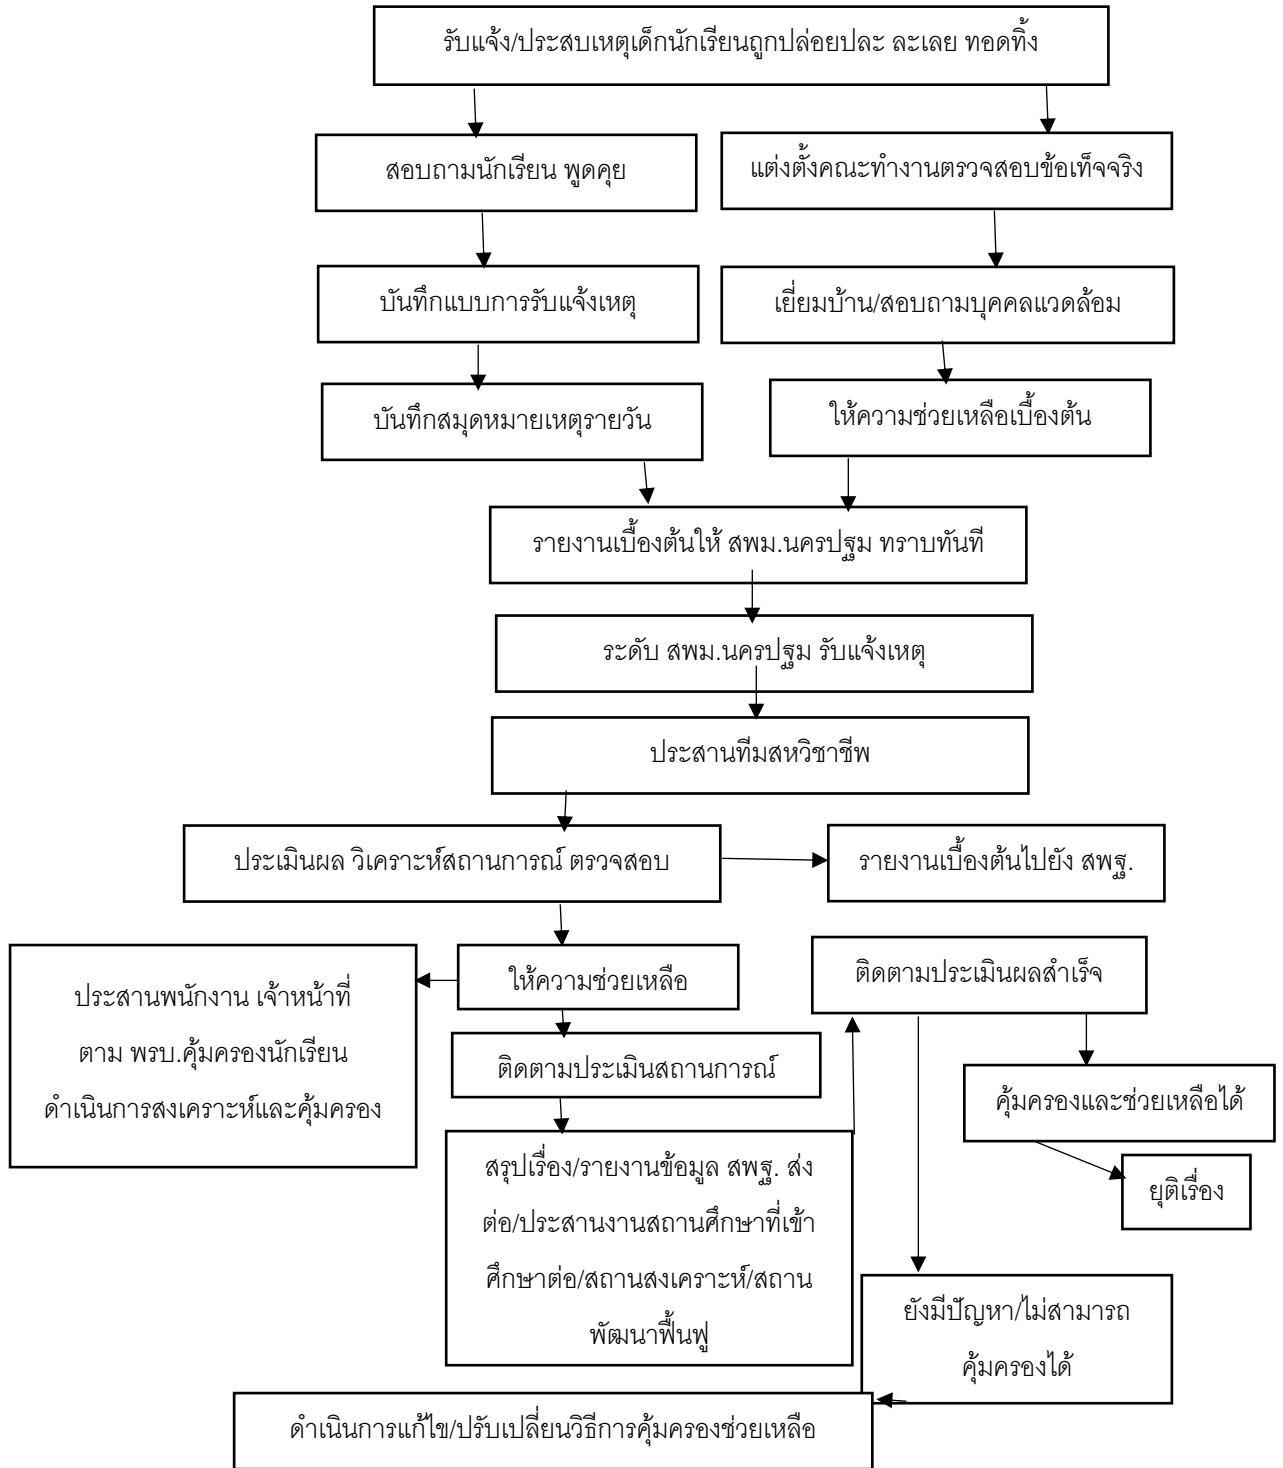 รับแจ้ง/ประสบเหตุเด็กนักเรียนถูกปล่อยปละ ละเลย ทอดทิ้ง
สอบถามนักเรียน พูดคุย
แต่งตั้งคณะทำงานตรวจสอบข้อเท็จจริง
บันทึกแบบการรับแจ้งเหตุ
เยี่ยมบ้าน/สอบถามบุคคลแวดล้อม
บันทึกสมุดหมายเหตุรายวัน
ให้ความช่วยเหลือเบื้องต้น
รายงานเบื้องต้นให้ สพม.นครปฐม ทราบทันที
ระดับ สพม.นครปฐม รับแจ้งเหตุ
ประสานทีมสหวิชาชีพ
ประเมินผล วิเคราะห์สถานการณ์ ตรวจสอบ
รายงานเบื้องต้นไปยัง สพฐ.
ประสานพนักงาน เจ้าหน้าที่
ตาม พรบ.คุ้มครองนักเรียน
ดำเนินการสงเคราะห์และคุ้มครอง
ให้ความช่วยเหลือ
ติดตามประเมินผลสำเร็จ
ติดตามประเมินสถานการณ์
คุ้มครองและช่วยเหลือได้
สรุปเรื่อง/รายงานข้อมูล สพฐ. ส่ง
ต่อ/ประสานงานสถานศึกษาที่เข้า
ศึกษาต่อ/สถานสงเคราะห์/สถาน
พัฒนาฟื้นฟู
ยุติเรื่อง
ยังมีปัญหา/ไม่สามารถ
คุ้มครองได้
ดำเนินการแก้ไข/ปรับเปลี่ยนวิธีการคุ้มครองช่วยเหลือ